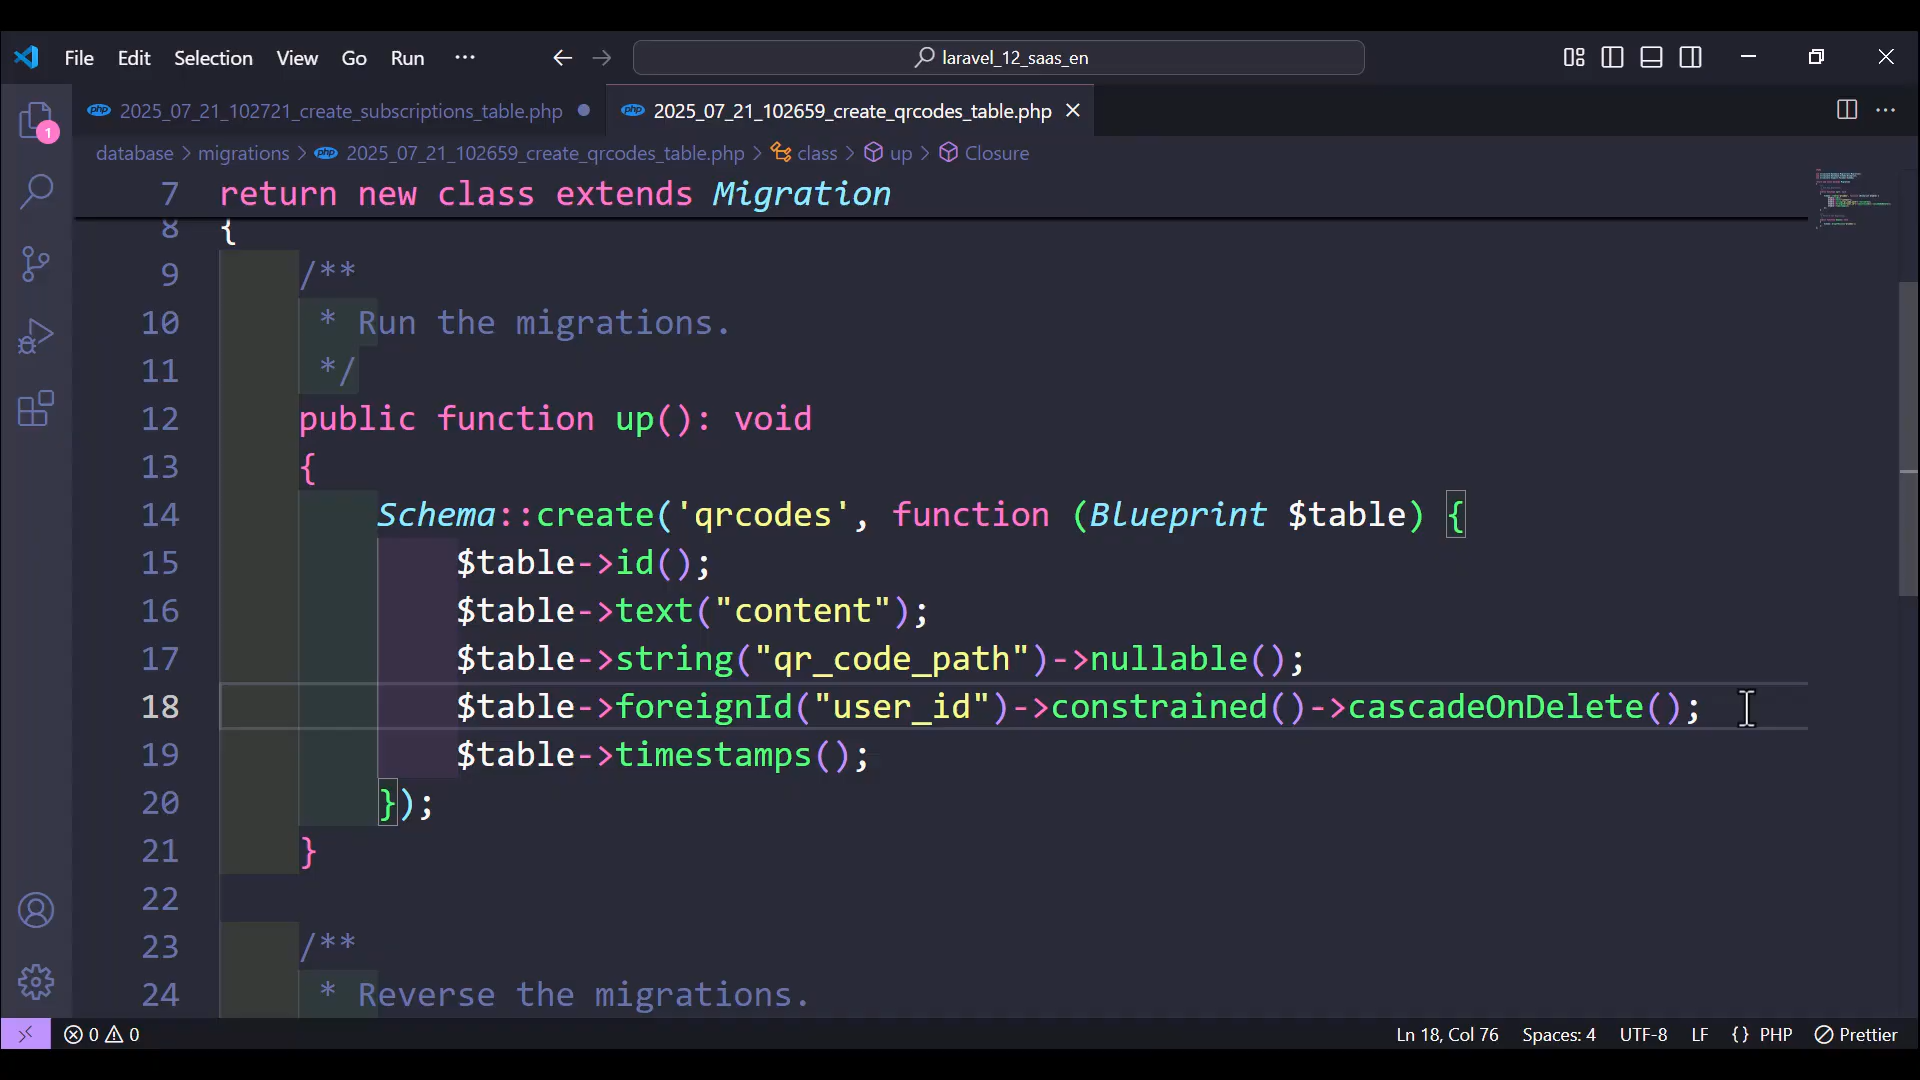 File Edit Selection View Go Run ··· laravel_12_saas_en
php 2025_07_21_102721_create_subscriptions_table.php php 2025_07_21_102659_create_qrcodes_table.php
1
database > migrations > php 2025_07_21_102659_create_qrcodes_table.php > class > up > Closure
7 return new class extends Migration
8 {
9 /**
10 * Run the migrations.
11 */
12 public function up(): void
13 {
14 Schema::create('qrcodes', function (Blueprint $table) {
15 $table->id();
16 $table->text("content");
17 $table->string("qr_code_path")->nullable();
18 $table->foreignId("user_id")->constrained()->cascadeOnDelete();
19 $table->timestamps();
20 });
21 }
22
23 /**
24 * Reverse the migrations.
0 0 Ln 18, Col 76 Spaces: 4 UTF-8 LF {} PHP Prettier